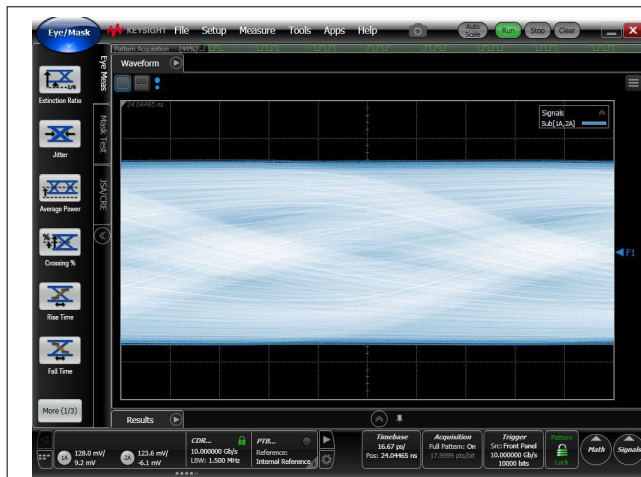 Eye/Mask
KEYSIGHT File Setup Measure Tools Apps Help
Auto Scale Run Stop Clear
Pattern Acquisition (44%)
Waveform
Eye Meas
Mask Test
JSA/CRE
Extinction Ratio
Jitter
Average Power
Crossing %
Rise Time
Fall Time
More (1/3)
24.04465 ns
Signals
Sub[1A,2A]
F1
Results
1A
128.0 mV/
9.2 mV
2A
123.6 mV/
-6.1 mV
CDR...
10.000000 Gb/s
LBW: 1.500 MHz
PTB...
Reference:
Internal Reference
Timebase
16.67 ps/
Pos: 24.04465 ns
Acquisition
Full Pattern: On
17.9999 pts/bit
Trigger
Src: Front Panel
10.000000 Gb/s
10000 bits
Pattern
Lock
Math
Signals